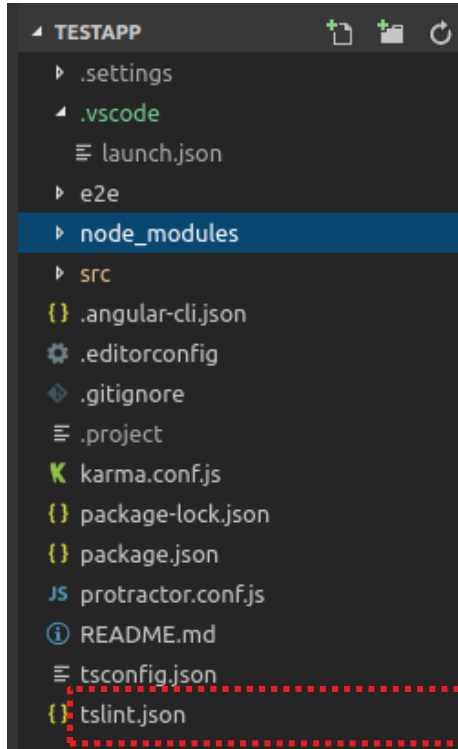 TESTAPP
.settings
.vscode
launch.json
e2e
node_modules
src
{} .angular-cli.json
.editorconfig
.gitignore
.project
K karma.conf.js
{} package-lock.json
{} package.json
JS protractor.conf.js
README.md
tsconfig.json
{} tslint.json